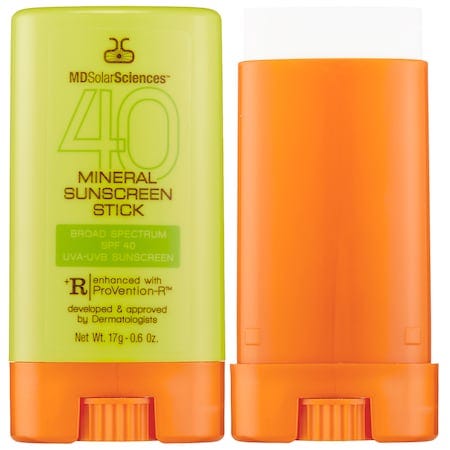 MDSolarSciences™
40
MINERAL
SUNSCREEN
STICK
BROAD SPECTRUM
SPF 40
UVA-UVB SUNSCREEN
+R enhanced with
ProVention-R™
developed & approved
by Dermatologists
Net Wt. 17g - 0.6 Oz.